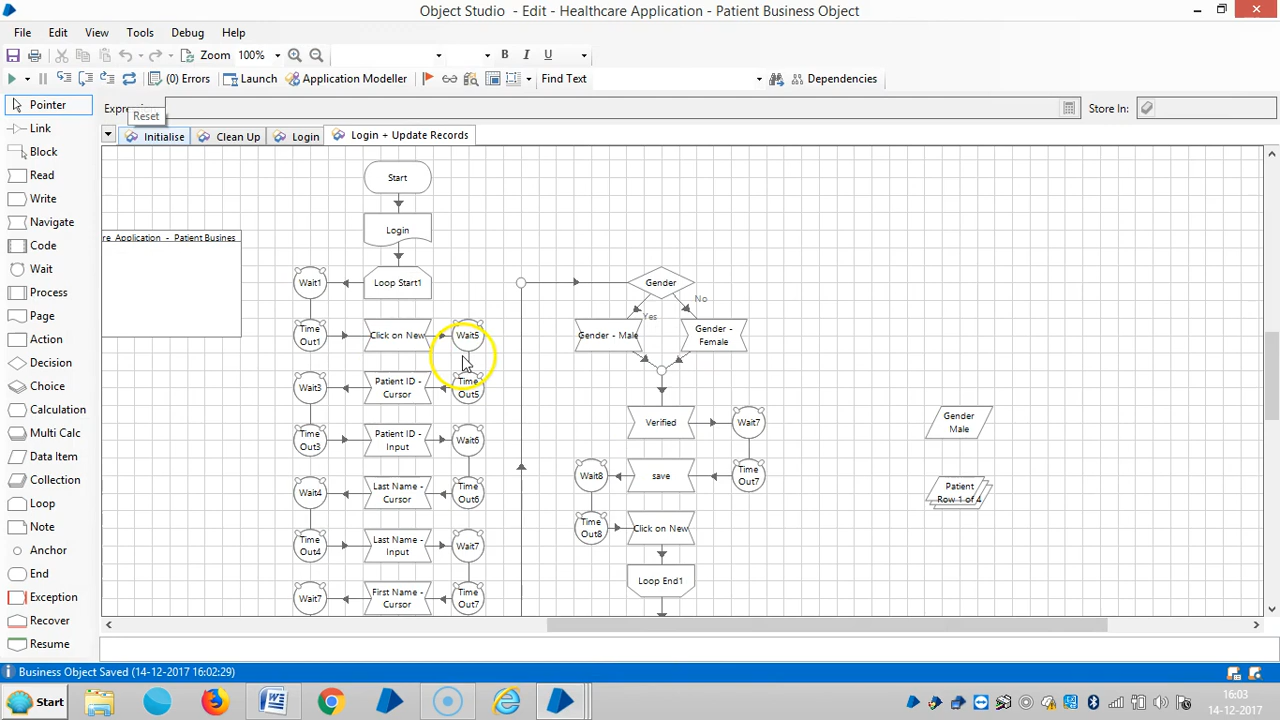 Object Studio - Edit - Healthcare Application - Patient Business Object
File Edit View Tools Debug Help
Zoom 100% B I U
(0) Errors Launch Application Modeller Find Text Dependencies
Pointer
Link
Block
Read
Write
Navigate
Code
Wait
Process
Page
Action
Decision
Choice
Calculation
Multi Calc
Data Item
Collection
Loop
Note
Anchor
End
Exception
Recover
Resume
Store In:
Reset
Initialise Clean Up Login Login + Update Records
re Application - Patient Busines
Start
Login
Wait1 Loop Start1
Time
Out1
Click on New Wait5
Wait3
Patient ID -
Cursor
Time
Out5
Time
Out3
Patient ID -
Input
Wait6
Wait4
Last Name -
Cursor
Time
Out6
Time
Out4
Last Name -
Input
Wait7
Wait7
First Name -
Cursor
Time
Out7
Gender
Yes
No
Gender - Male
Gender -
Female
Verified Wait7
Wait8 save
Time
Out7
Time
Out8
Click on New
Loop End1
Gender
Male
Patient
Row 1 of 4
Business Object Saved (14-12-2017 16:02:29)
Start
16:03
14-12-2017